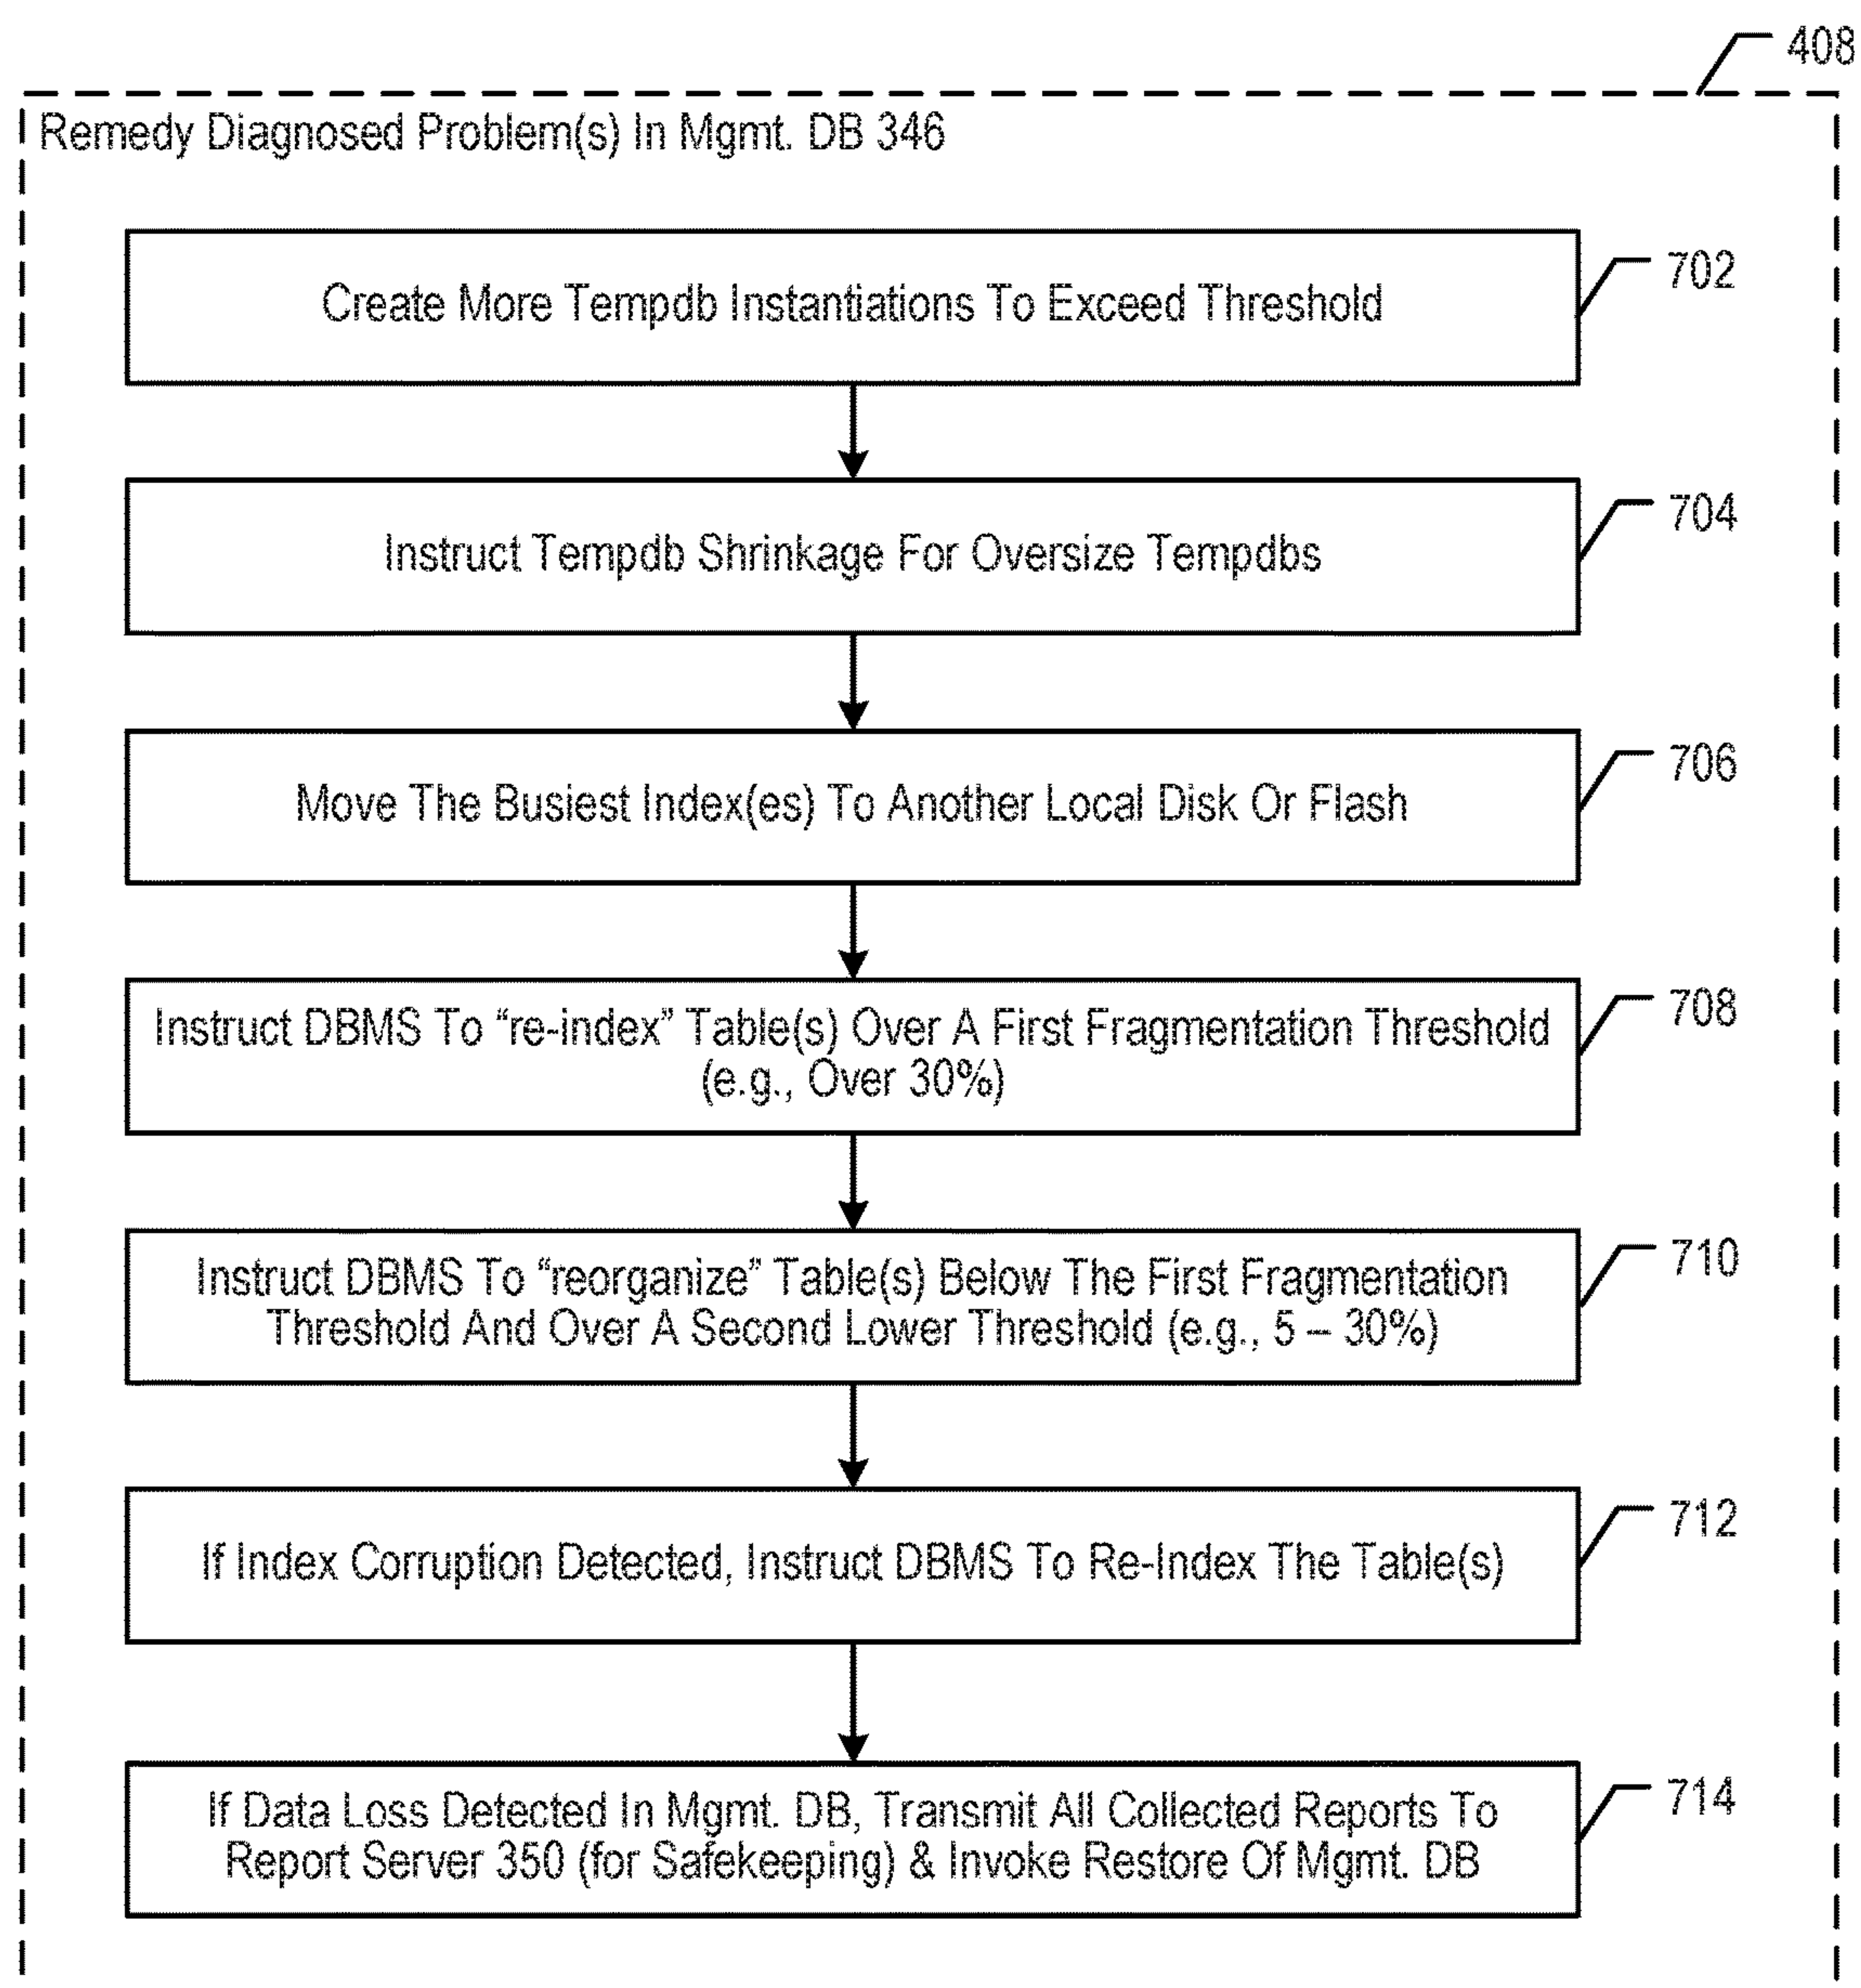 408
Remedy Diagnosed Problem(s) In Mgmt. DB 346
Create More Tempdb Instantiations To Exceed Threshold
702
Instruct Tempdb Shrinkage For Oversize Tempdbs
704
Move The Busiest Index(es) To Another Local Disk Or Flash
706
Instruct DBMS To “re-index” Table(s) Over A First Fragmentation Threshold
(e.g., Over 30%)
708
Instruct DBMS To “reorganize” Table(s) Below The First Fragmentation
Threshold And Over A Second Lower Threshold (e.g., 5 – 30%)
710
If Index Corruption Detected, Instruct DBMS To Re-Index The Table(s)
712
If Data Loss Detected In Mgmt. DB, Transmit All Collected Reports To
Report Server 350 (for Safekeeping) & Invoke Restore Of Mgmt. DB
714